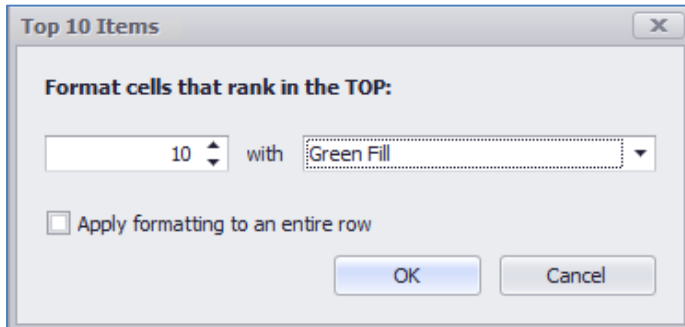 Top 10 Items
Format cells that rank in the TOP:
10 with Green Fill
Apply formatting to an entire row
OK Cancel